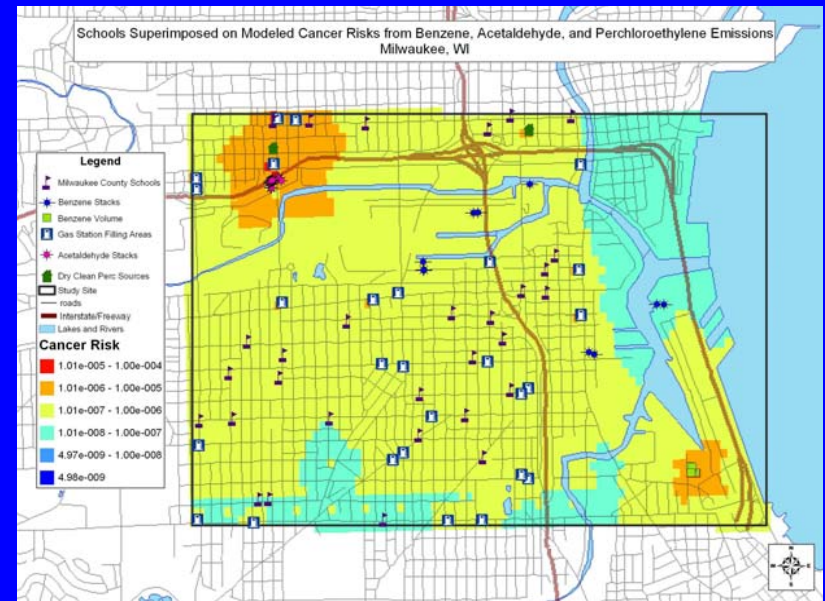 Schools Superimposed on Modeled Cancer Risks from Benzene, Acetaldehyde, and Perchloroethylene Emissions
Milwaukee, WI
Legend
Milwaukee County Schools
Benzene Stacks
Benzene Volume
Gas Station Filling Areas
Acetaldehyde Stacks
Dry Clean Perc Sources
Study Site
roads
Interstate/Freeway
Lakes and Rivers
Cancer Risk
1.01e-005 - 1.00e-004
1.01e-006 - 1.00e-005
1.01e-007 - 1.00e-006
1.01e-008 - 1.00e-007
4.97e-009 - 1.00e-008
4.98e-009